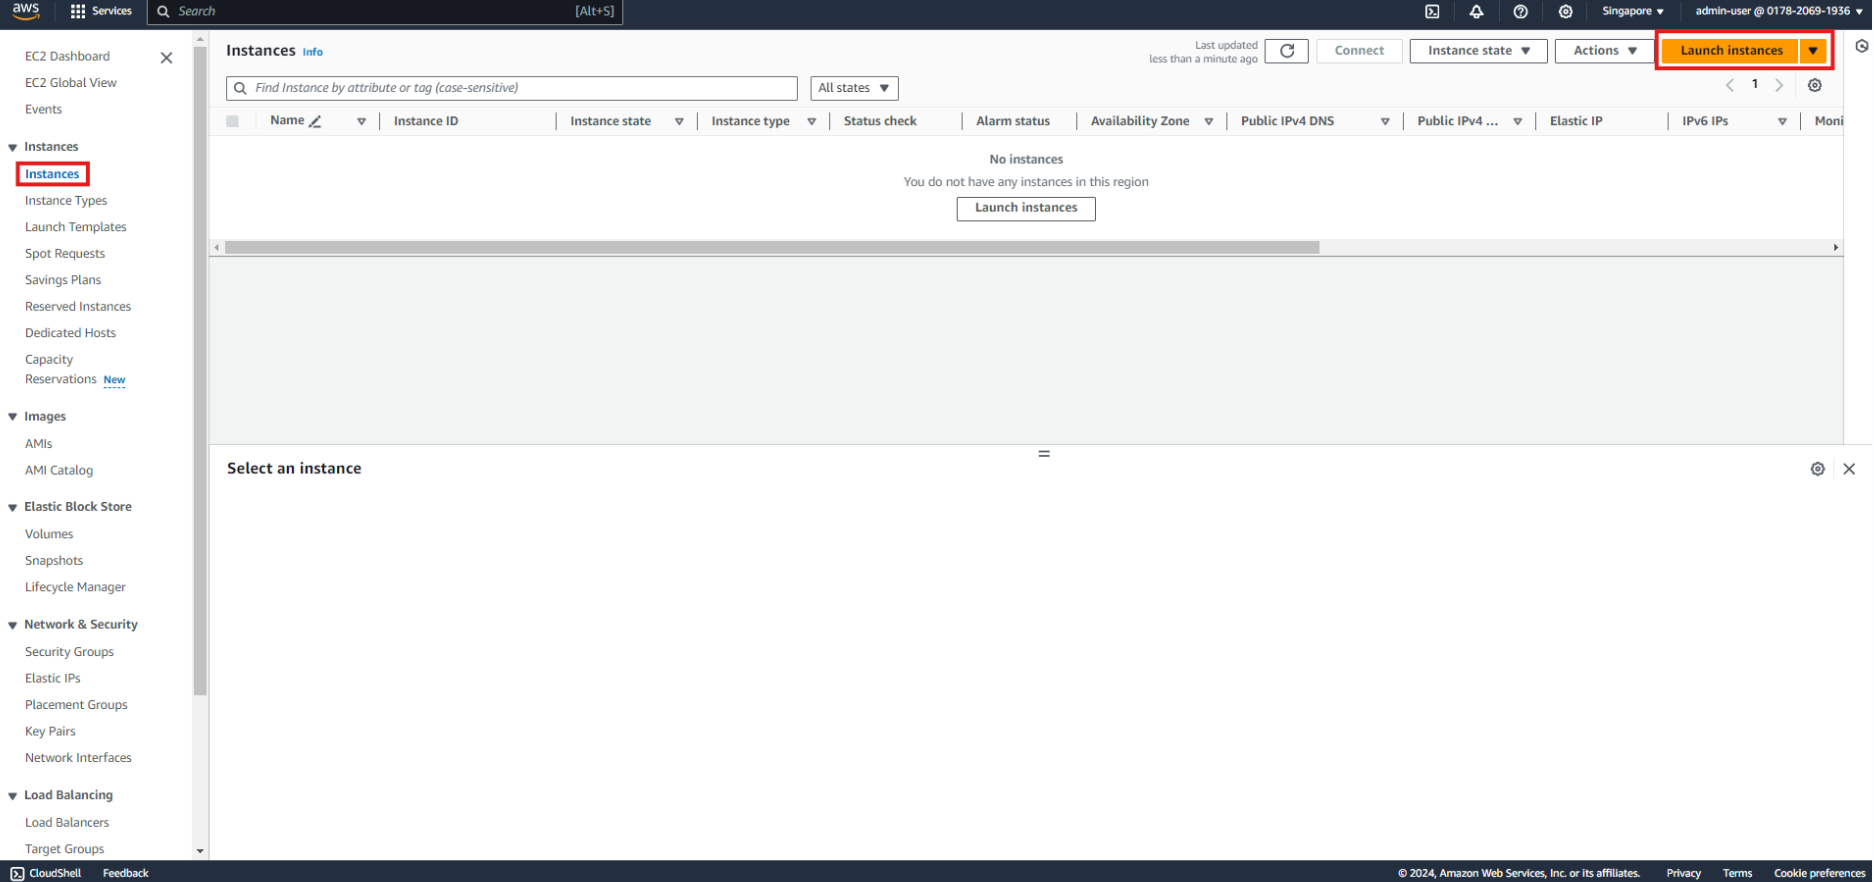 aws
Services
Search
[Alt+S]
Singapore
admin-user @ 0178-2069-1936
EC2 Dashboard
EC2 Global View
Events
Instances
Instances
Instance Types
Launch Templates
Spot Requests
Savings Plans
Reserved Instances
Dedicated Hosts
Capacity
Reservations New
Images
AMIs
AMI Catalog
Elastic Block Store
Volumes
Snapshots
Lifecycle Manager
Network & Security
Security Groups
Elastic IPs
Placement Groups
Key Pairs
Network Interfaces
Load Balancing
Load Balancers
Target Groups
Instances Info
Last updated
less than a minute ago
Connect
Instance state
Actions
Launch instances
Find Instance by attribute or tag (case-sensitive)
All states
1
Name
Instance ID
Instance state
Instance type
Status check
Alarm status
Availability Zone
Public IPv4 DNS
Public IPv4 ...
Elastic IP
IPv6 IPs
Moni
No instances
You do not have any instances in this region
Launch instances
Select an instance
CloudShell
Feedback
© 2024, Amazon Web Services, Inc. or its affiliates.
Privacy
Terms
Cookie preferences